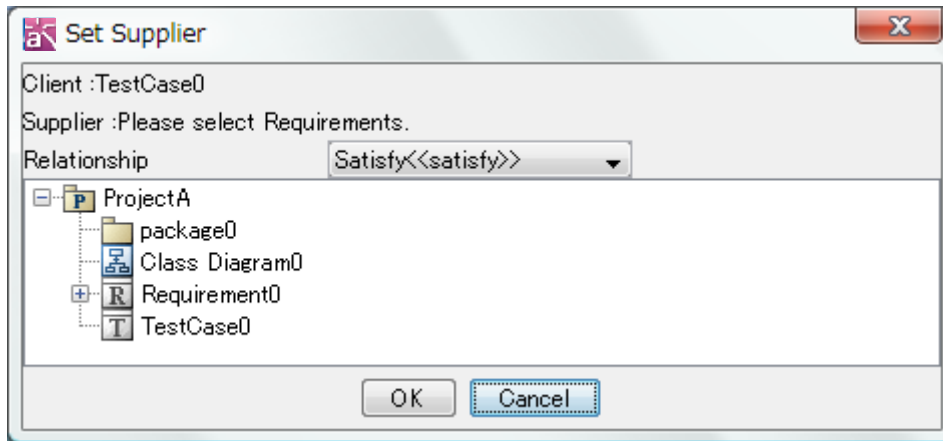 Set Supplier
Client :TestCase0
Supplier :Please select Requirements.
Relationship Satisfy<<satisfy>>
ProjectA
package0
Class Diagram0
Requirement0
TestCase0
OK Cancel